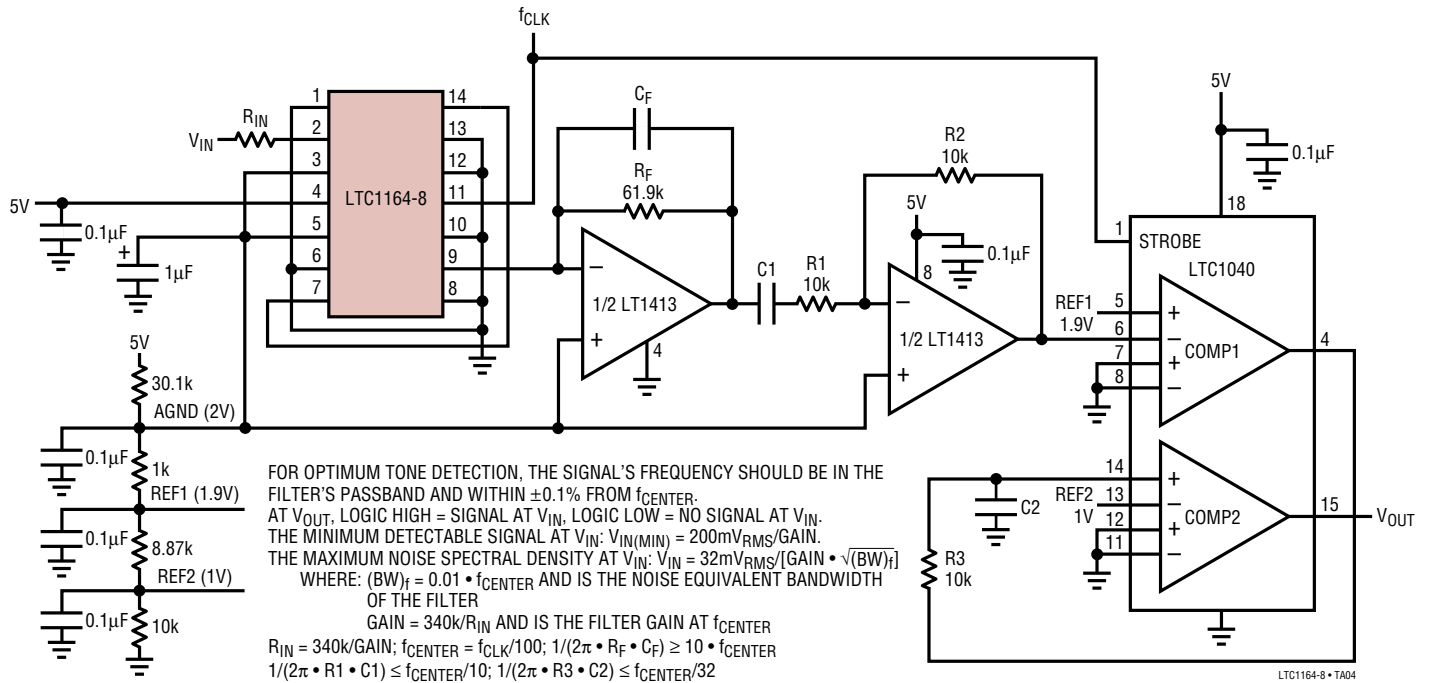 fCLK
5V
0.1µF
1
2
3
4
5
6
7
14
13
12
11
10
9
8
LTC1164-8
RIN
VIN
5V
0.1µF
+
1µF
CF
RF
61.9k
−
+
1/2 LT1413
4
C1
R1
10k
R2
10k
5V
8
0.1µF
−
+
1/2 LT1413
18
1
STROBE
LTC1040
REF1
1.9V
5
6
7
8
+
−
+
−
COMP1
4
14
REF2
1V
13
12
11
+
−
+
−
COMP2
15
VOUT
C2
R3
10k
5V
30.1k
AGND (2V)
0.1µF
1k
REF1 (1.9V)
0.1µF
8.87k
REF2 (1V)
0.1µF
10k
FOR OPTIMUM TONE DETECTION, THE SIGNAL'S FREQUENCY SHOULD BE IN THE
FILTER'S PASSBAND AND WITHIN ±0.1% FROM fCENTER.
AT VOUT, LOGIC HIGH = SIGNAL AT VIN, LOGIC LOW = NO SIGNAL AT VIN.
THE MINIMUM DETECTABLE SIGNAL AT VIN: VIN(MIN) = 200mVRMS/GAIN.
THE MAXIMUM NOISE SPECTRAL DENSITY AT VIN: VIN = 32mVRMS/[GAIN • √(BW)f]
WHERE: (BW)f = 0.01 • fCENTER AND IS THE NOISE EQUIVALENT BANDWIDTH
OF THE FILTER
GAIN = 340k/RIN AND IS THE FILTER GAIN AT fCENTER
RIN = 340k/GAIN; fCENTER = fCLK/100; 1/(2π • RF • CF) ≥ 10 • fCENTER
1/(2π • R1 • C1) ≤ fCENTER/10; 1/(2π • R3 • C2) ≤ fCENTER/32
LTC1164-8 • TA04